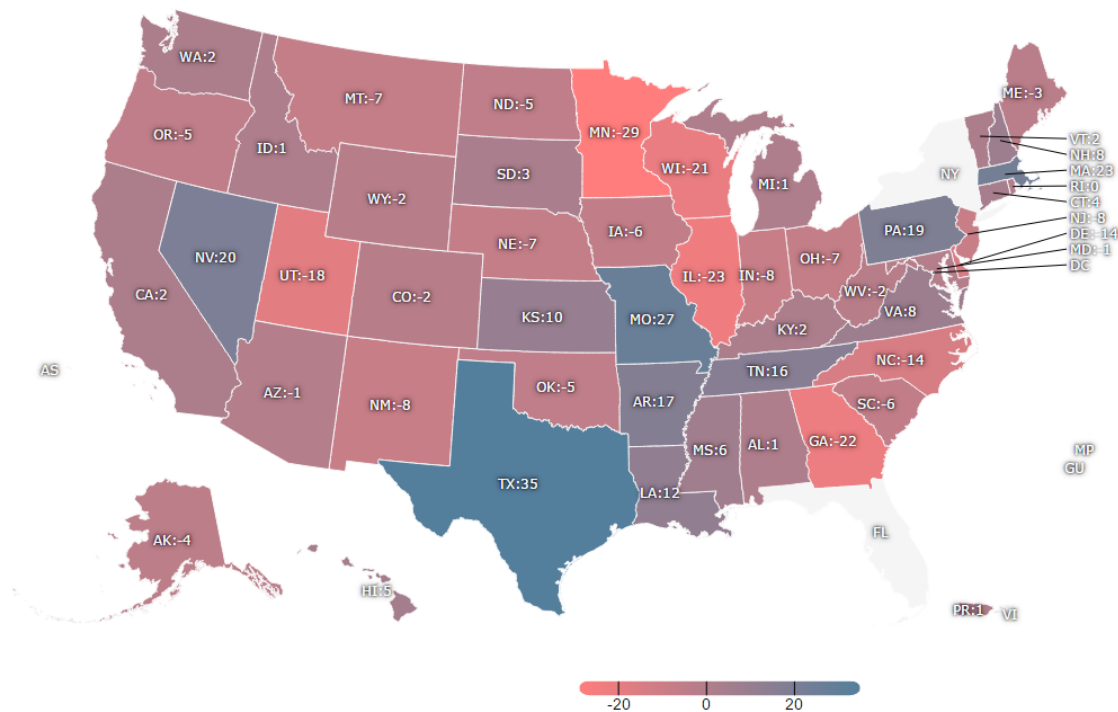 WA:2
MT:-7
ND:-5
MN:-29
ME:-3
OR:-5
ID:1
SD:3
WI:-21
MI:1
NY
VT:2
NH:8
MA:23
RI:0
CT:4
NJ:-8
DE:-14
MD:-1
DC
WY:-2
NE:-7
IA:-6
PA:19
NV:20
UT:-18
CO:-2
IL:-23
IN:-8
OH:-7
WV:-2
CA:2
KS:10
MO:27
KY:2
VA:8
AS
AZ:-1
NM:-8
OK:-5
AR:17
TN:16
NC:-14
SC:-6
MS:6
AL:1
GA:-22
MP
GU
TX:35
LA:12
FL
AK:-4
HI:5
PR:1
VI
-20 0 20